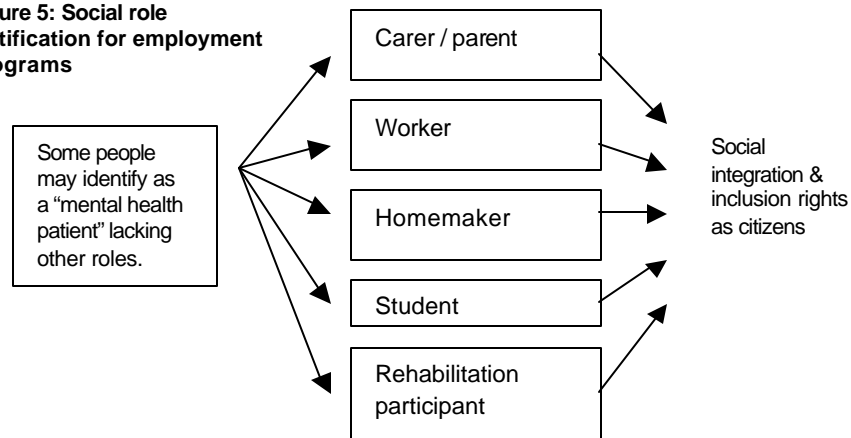 ure 5: Social role
tification for employment
ograms
Carer / parent
Worker
Homemaker
Student
Rehabilitation
participant
Some people
may identify as
a “mental health
patient” lacking
other roles.
Social
integration &
inclusion rights
as citizens